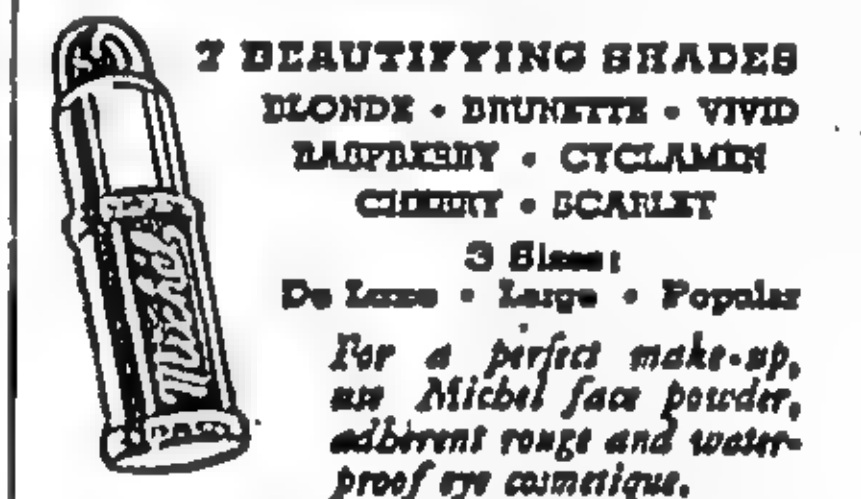 7 BEAUTIFYING SHADES
BLONDE • BRUNETTE • VIVID
RASPBERRY • CYCLAMEN
CHERRY • SCARLET
3 Sizes:
De Luxe • Large • Popular
For a perfect make-up,
use Michel face powder,
adherent rouge and water-
proof eye cosmetique.
Michel